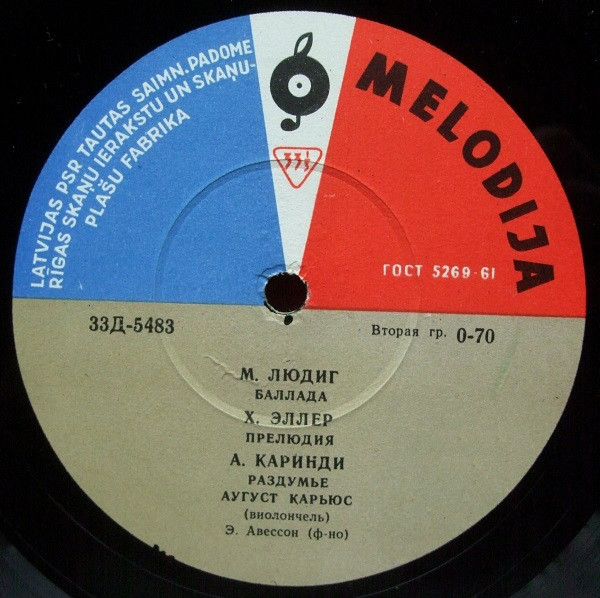 LATVIJAS PSR TAUTAS SAIMN. PADOME
RĪGAS SKAŅU IERAKSTU UN SKAŅU-
PLAŠU FABRIKA
MELODIJA
33⅓
ГОСТ 5269-61
33Д-5483
Вторая гр. 0-70
М. ЛЮДИГ
БАЛЛАДА
Х. ЭЛЛЕР
ПРЕЛЮДИЯ
А. КАРИНДИ
РАЗДУМЬЕ
АУГУСТ КАРЬЮС
(виолончель)
Э. Авессон (ф-но)